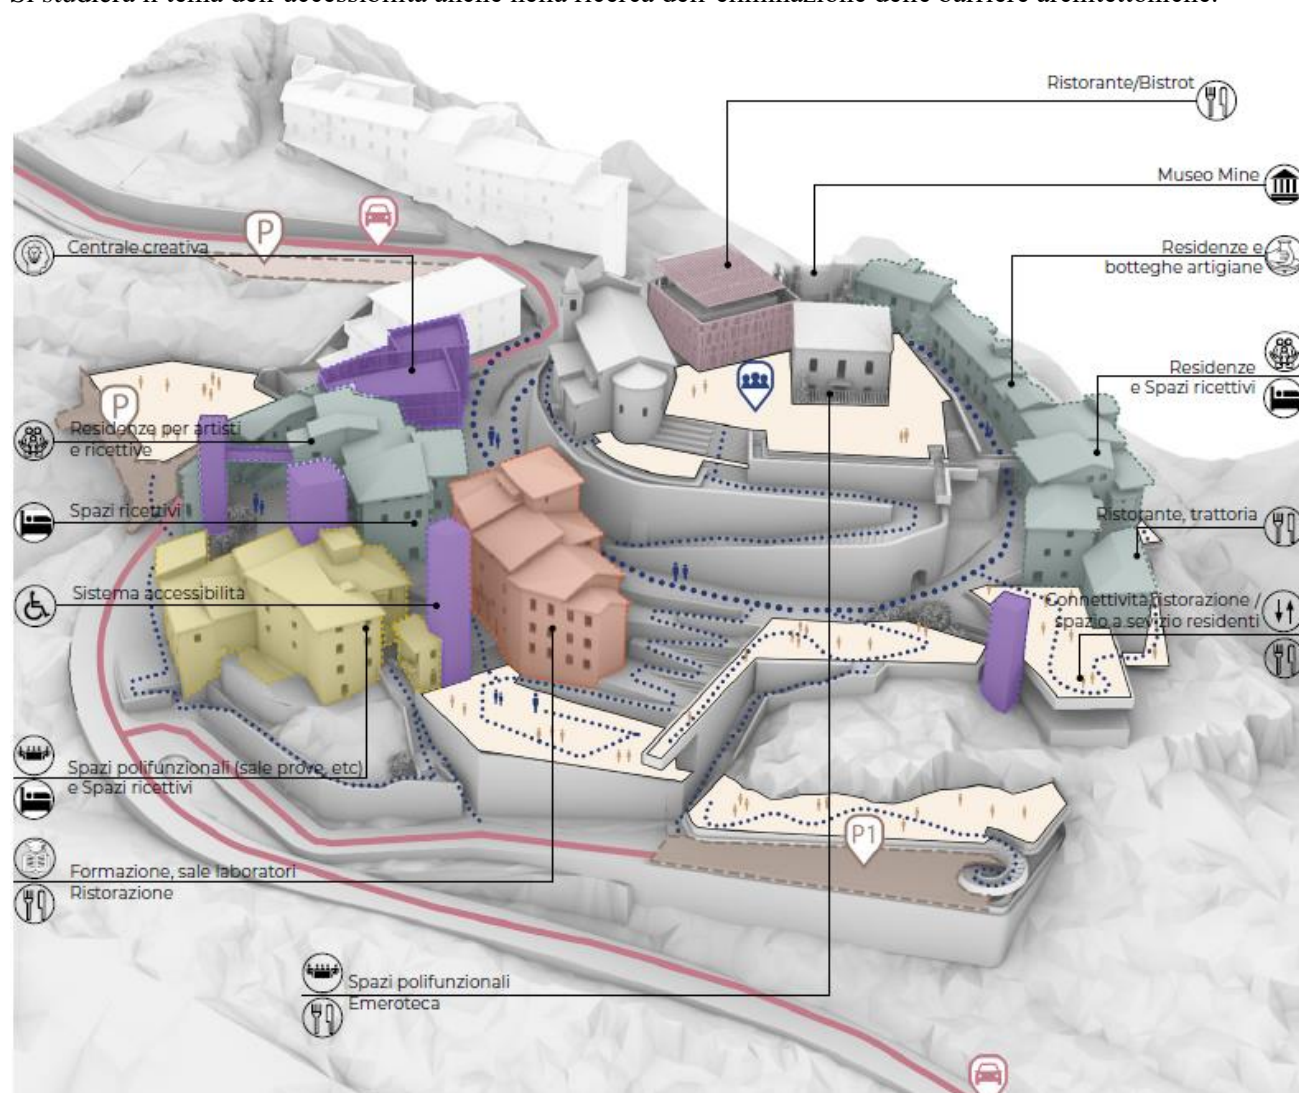 Si studierà il tema dell'accessibilità anche nella ricerca dell'eliminazione delle barriere architettoniche.
Ristorante/Bistrot
Museo Mine
Residenze e
botteghe artigiane
Residenze
e Spazi ricettivi
Ristorante, trattoria
Connettività, ristorazione /
spazio a sevizio residenti
Centrale creativa
P
P
Residenze per artisti
e ricettive
Spazi ricettivi
Sistema accessibilità
Spazi polifunzionali (sale prove, etc)
e Spazi ricettivi
Formazione, sale laboratori
Ristorazione
P1
Spazi polifunzionali
Emeroteca